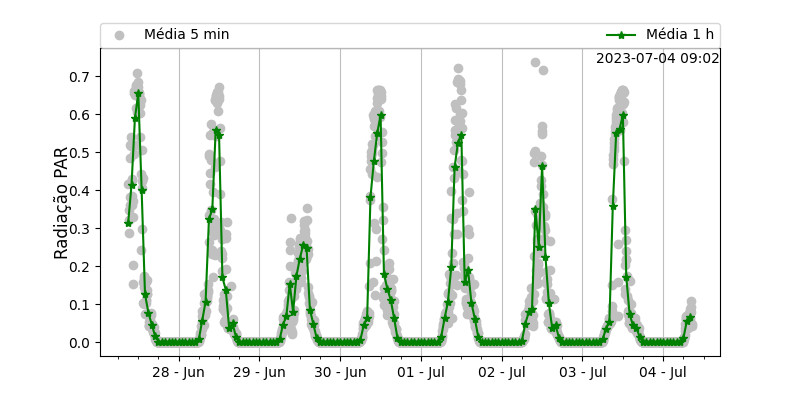 Média 5 min
Média 1 h
2023-07-04 09:02
Radiação PAR
0.7
0.6
0.5
0.4
0.3
0.2
0.1
0.0
28 - Jun
29 - Jun
30 - Jun
01 - Jul
02 - Jul
03 - Jul
04 - Jul